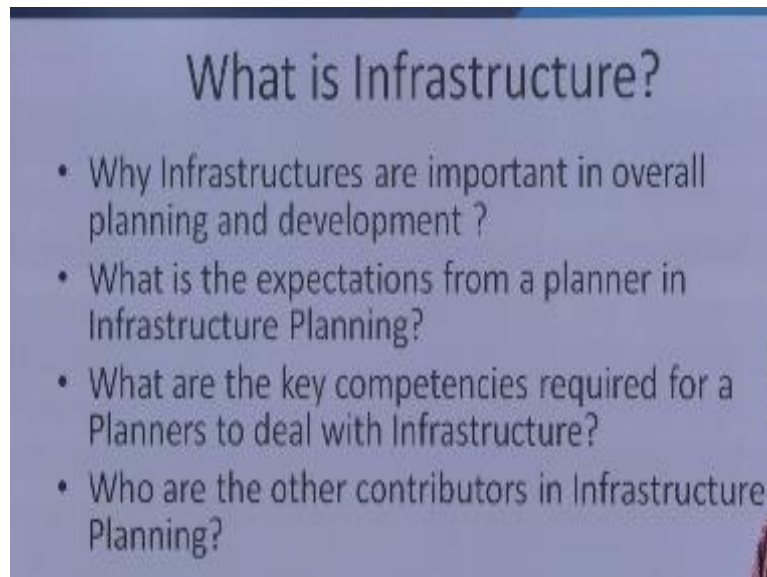 What is Infrastructure?
• Why Infrastructures are important in overall
planning and development ?
• What is the expectations from a planner in
Infrastructure Planning?
• What are the key competencies required for a
Planners to deal with Infrastructure?
• Who are the other contributors in Infrastructure
Planning?